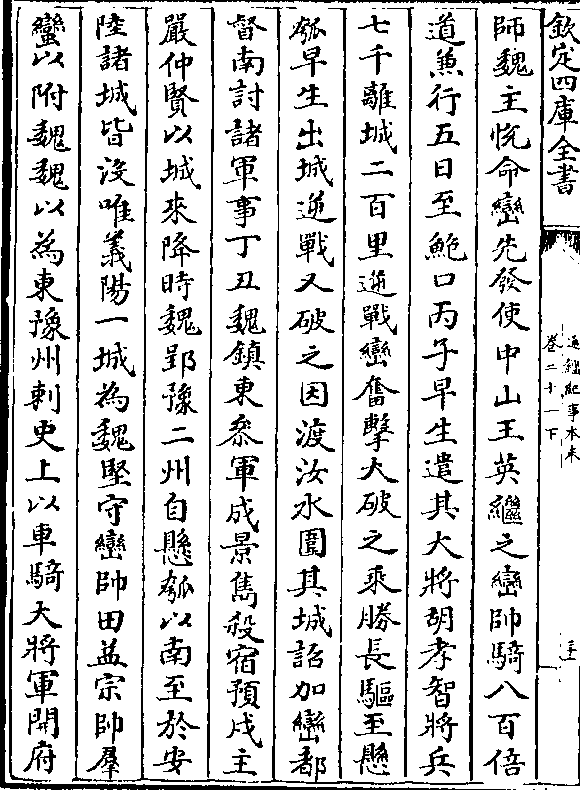 欽定四庫全書
通鑑紀事本末
卷二十一下
師魏主悦命巒先發使中山王英繼之巒帥騎八百倍
道兼行五日至鮑口丙子早生遣其大將胡孝智將兵
七千離城二百里逆戰巒奮擊大破之乘勝長驅至懸
瓠早生出城逆戰又破之因渡汝水圍其城詔加巒都
督南討諸軍事丁丑魏鎮東叅軍成景雋殺宿預戍主
嚴仲賢以城來降時魏郢豫二州自懸瓠以南至於安
陸諸城皆沒唯義陽一城為魏堅守蠻帥田益宗帥羣
蠻以附魏魏以為東豫州刺史上以車騎大將軍開府